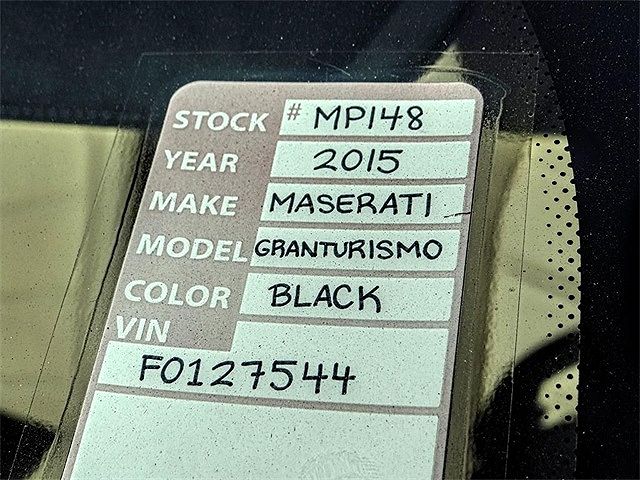 STOCK # MP148
YEAR 2015
MAKE MASERATI
MODEL GRANTURISMO
COLOR BLACK
VIN
F0127544